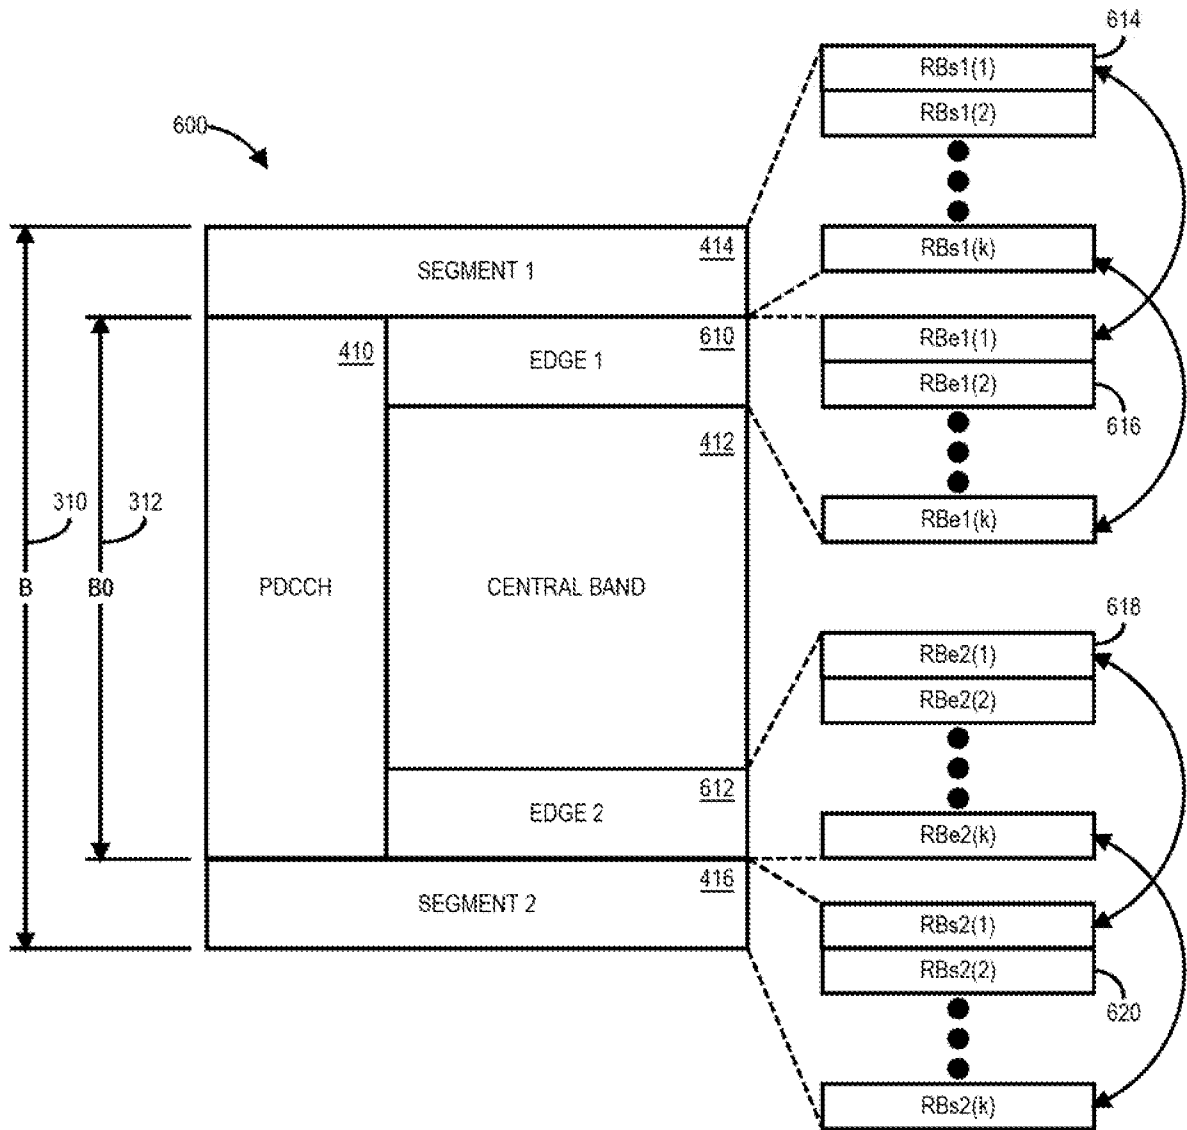 614
RBs1(1)
RBs1(2)
600
414
SEGMENT 1
RBs1(k)
410
610
EDGE 1
RBe1(1)
RBe1(2)
616
412
310
312
RBe1(k)
B
B0
PDCCH
CENTRAL BAND
618
RBe2(1)
RBe2(2)
612
EDGE 2
RBe2(k)
416
SEGMENT 2
RBs2(1)
RBs2(2)
620
RBs2(k)